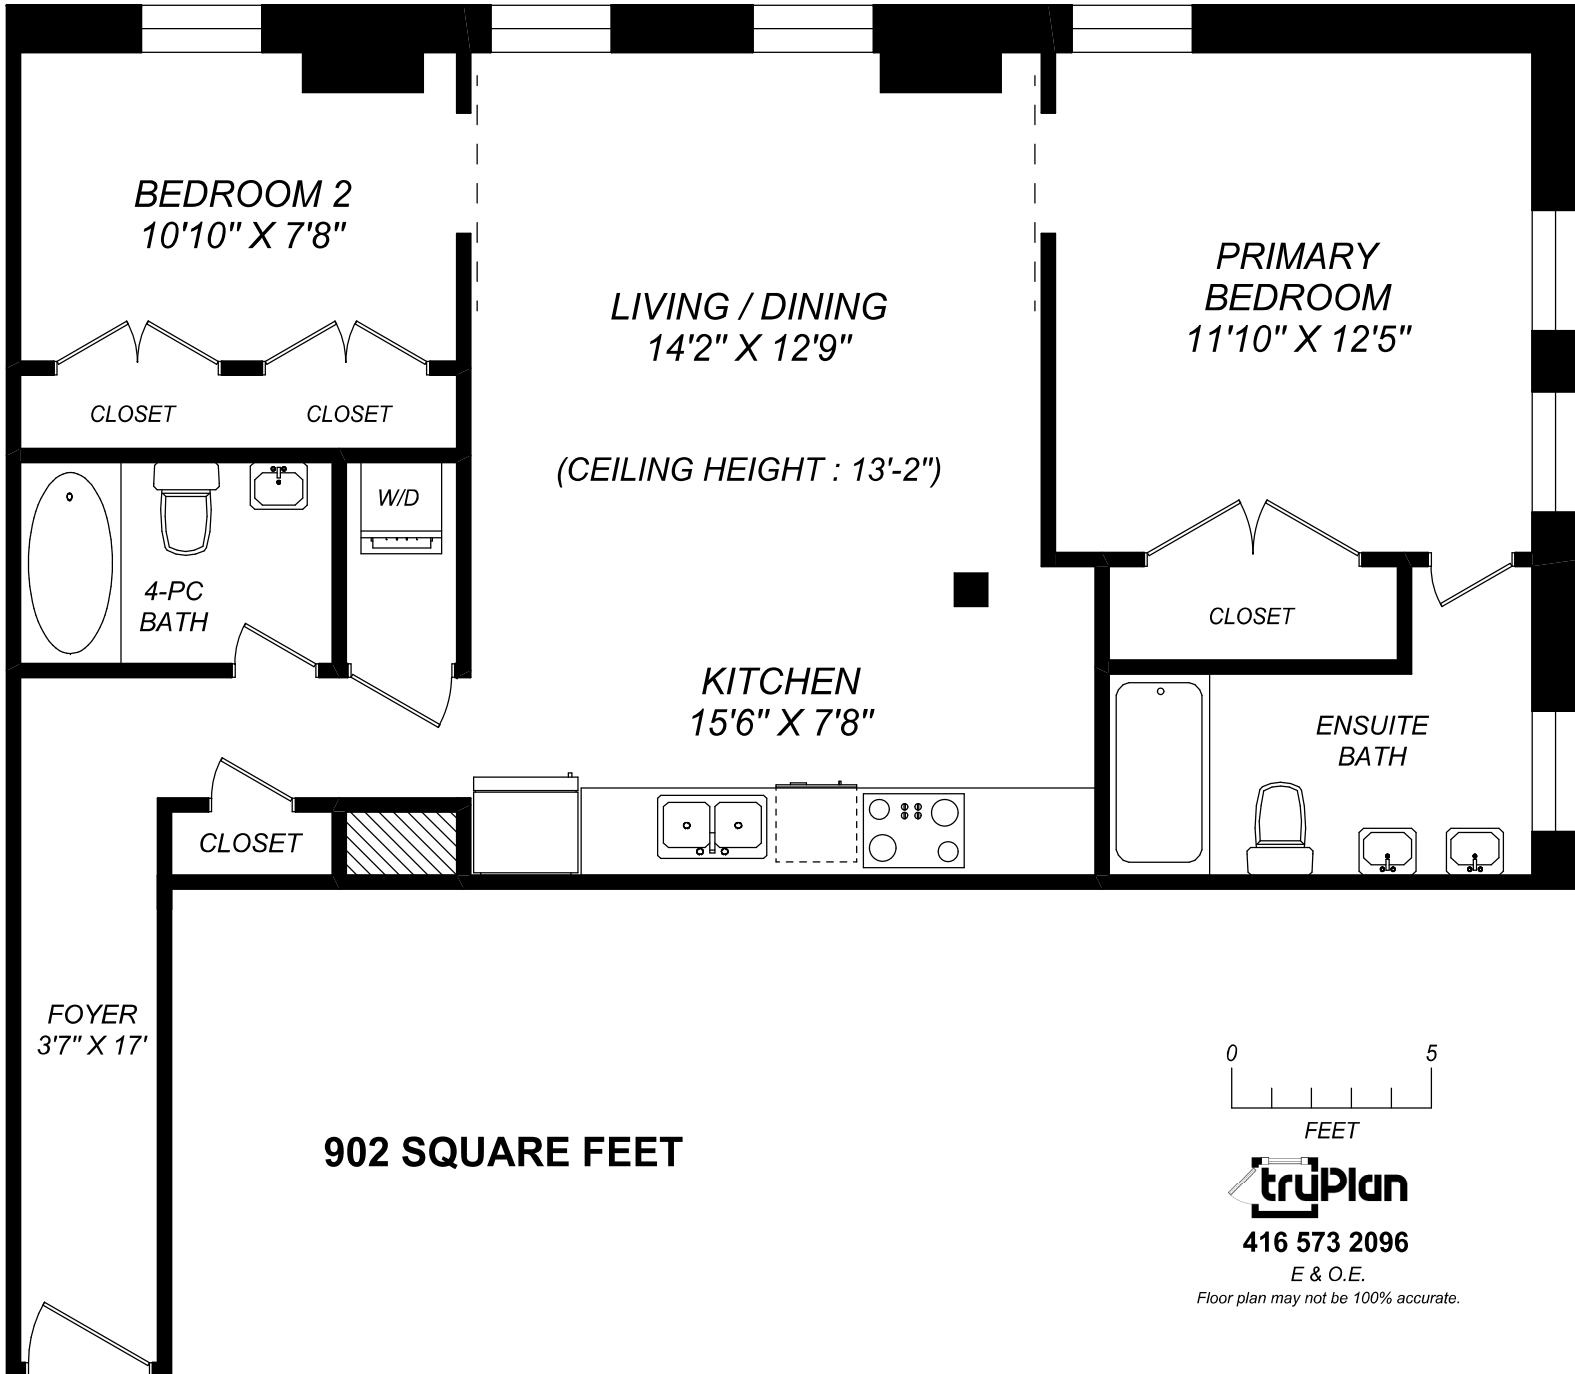 BEDROOM 2
10'10" X 7'8"
LIVING / DINING
14'2" X 12'9"
(CEILING HEIGHT : 13'-2")
PRIMARY
BEDROOM
11'10" X 12'5"
CLOSET
CLOSET
W/D
4-PC
BATH
CLOSET
KITCHEN
15'6" X 7'8"
ENSUITE
BATH
CLOSET
FOYER
3'7" X 17'
902 SQUARE FEET
0 5
FEET
truPlan
416 573 2096
E & O.E.
Floor plan may not be 100% accurate.